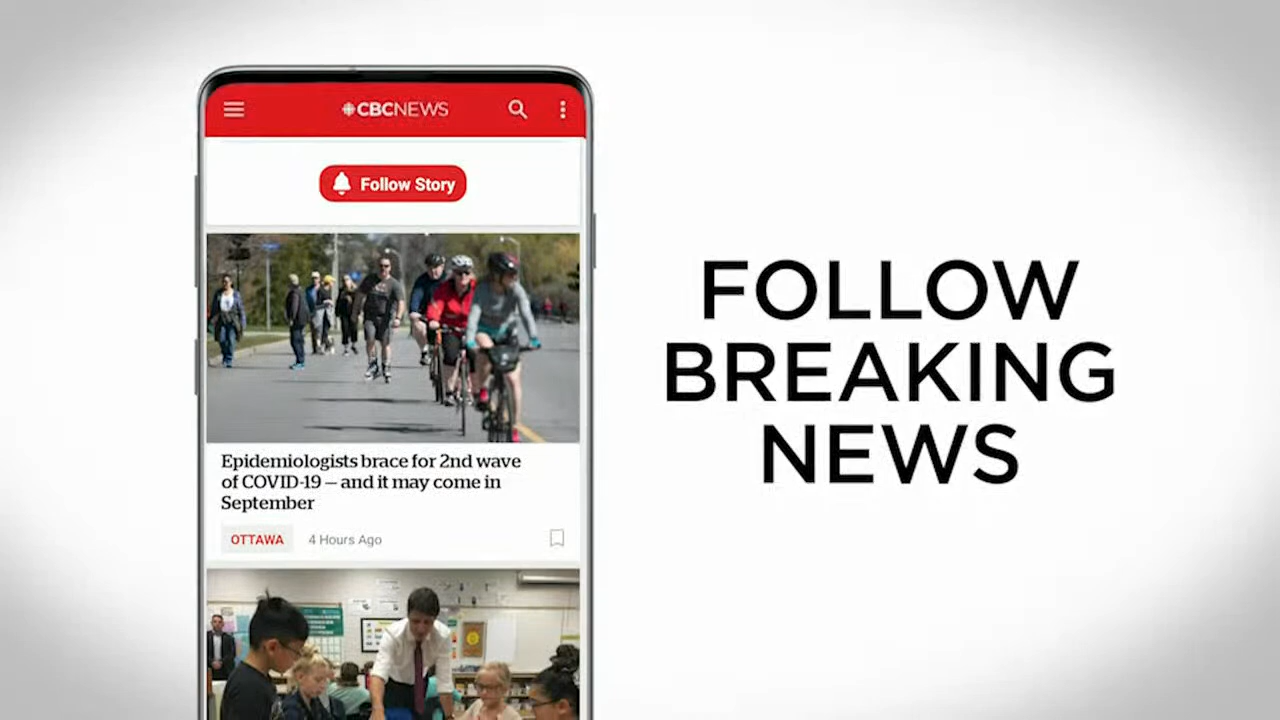 CBCNEWS
Follow Story
Epidemiologists brace for 2nd wave
of COVID-19 — and it may come in
September
OTTAWA
4 Hours Ago
FOLLOW
BREAKING
NEWS